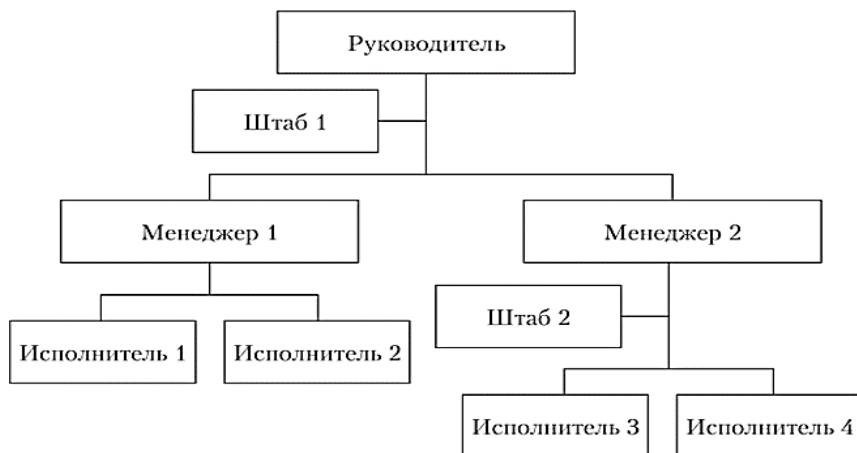 Руководитель
Штаб 1
Менеджер 1
Менеджер 2
Штаб 2
Исполнитель 1
Исполнитель 2
Исполнитель 3
Исполнитель 4